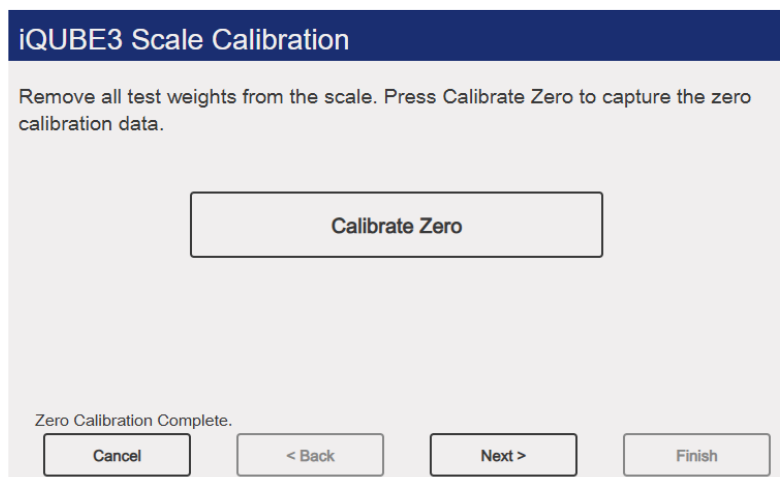 iQUBE3 Scale Calibration
Remove all test weights from the scale. Press Calibrate Zero to capture the zero
calibration data.
Calibrate Zero
Zero Calibration Complete.
Cancel
< Back
Next >
Finish